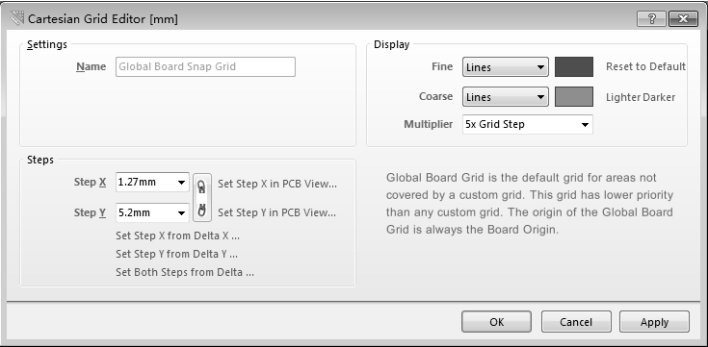 Cartesian Grid Editor [mm]
Settings
Name Global Board Snap Grid
Display
Fine Lines Reset to Default
Coarse Lines Lighter Darker
Multiplier 5x Grid Step
Steps
Step X 1.27mm Set Step X in PCB View...
Step Y 5.2mm Set Step Y in PCB View...
Set Step X from Delta X ...
Set Step Y from Delta Y ...
Set Both Steps from Delta ...
Global Board Grid is the default grid for areas not
covered by a custom grid. This grid has lower priority
than any custom grid. The origin of the Global Board
Grid is always the Board Origin.
OK Cancel Apply